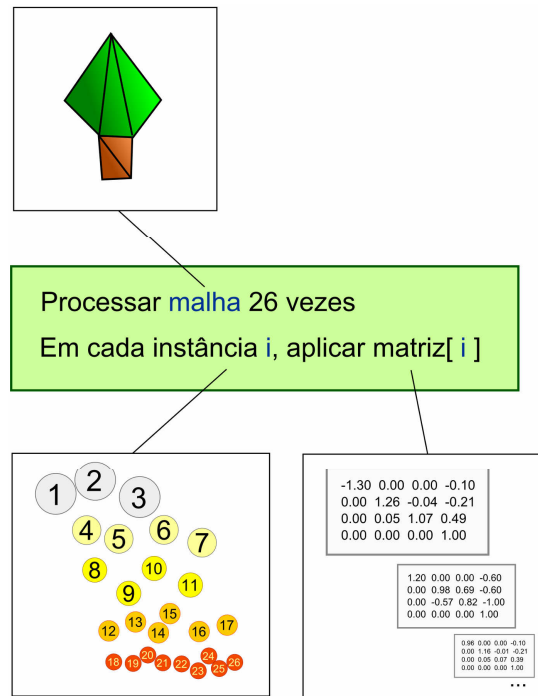 Processar malha 26 vezes
Em cada instância i, aplicar matriz[ i ]
1 2 3
4 5 6 7
8 9 10 11
12 13 14 15 16 17
18 19 20 21 22 23 24 25 26
-1.30 0.00 0.00 -0.10
0.00 1.26 -0.04 -0.21
0.00 0.05 1.07 0.49
0.00 0.00 0.00 1.00
1.20 0.00 0.00 -0.60
0.00 0.98 0.69 -0.60
0.00 -0.57 0.82 -1.00
0.00 0.00 0.00 1.00
0.96 0.00 0.00 -0.10
0.00 1.16 -0.01 -0.21
0.00 0.05 0.07 0.39
0.00 0.00 0.00 1.00
...